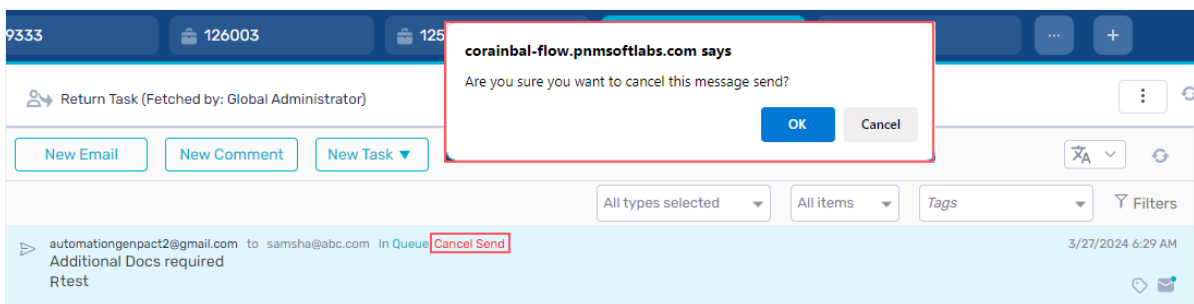 9333
126003
125
corainbal-flow.pnmsoftlabs.com says
Are you sure you want to cancel this message send?
OK
Cancel
Return Task (Fetched by: Global Administrator)
New Email
New Comment
New Task ▼
All types selected
All items
Tags
Filters
automationgenpact2@gmail.com to samsha@abc.com In Queue Cancel Send
3/27/2024 6:29 AM
Additional Docs required
Rtest